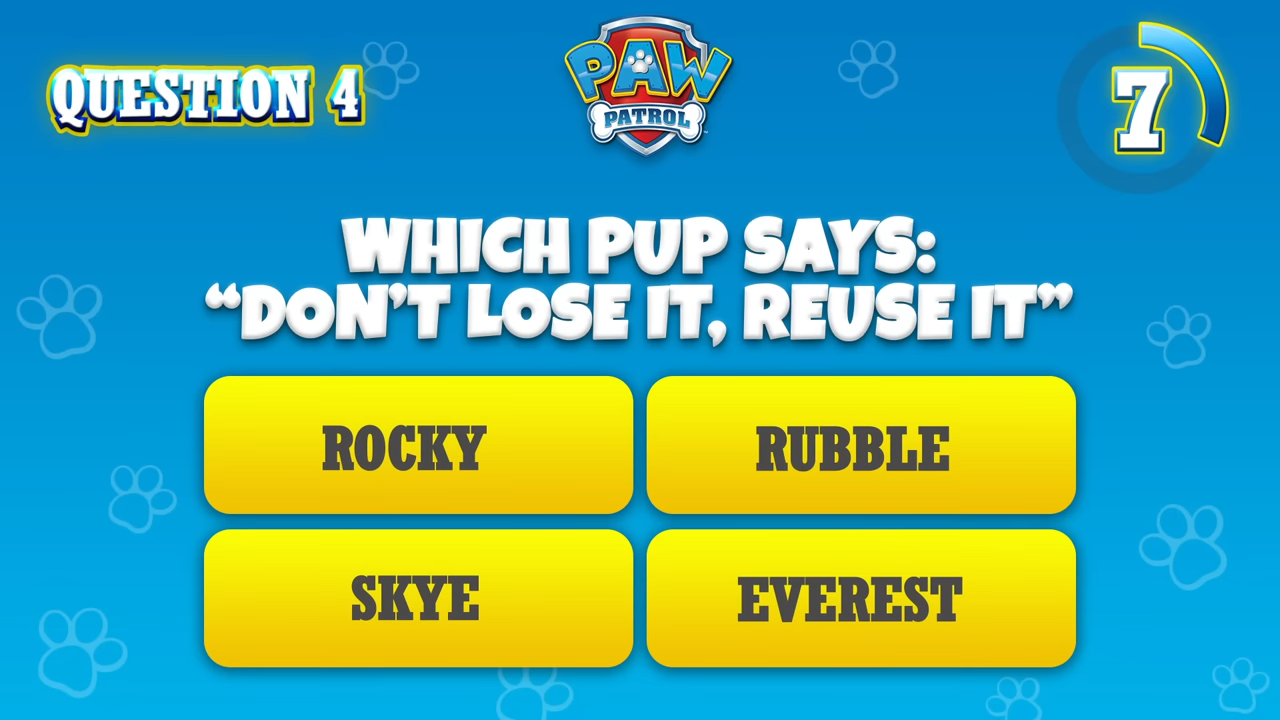 QUESTION 4
PAW
PATROL
7
WHICH PUP SAYS:
“DON’T LOSE IT, REUSE IT”
ROCKY
RUBBLE
SKYE
EVEREST